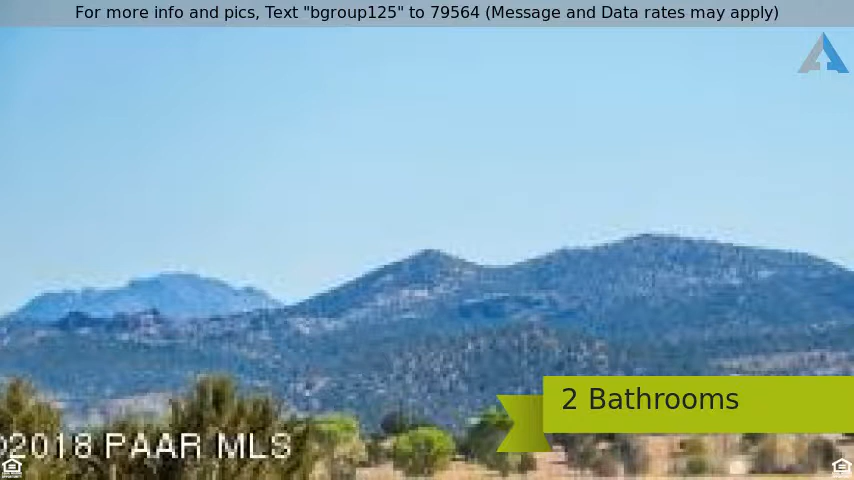 For more info and pics, Text "bgroup125" to 79564 (Message and Data rates may apply)
2 Bathrooms
©2018 PAAR MLS